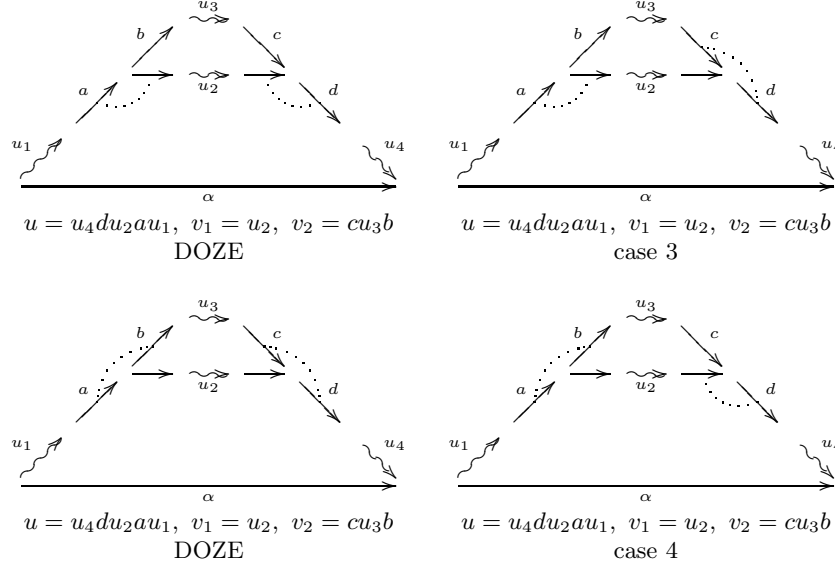 u₃
b c
a u₂ d
u₁ u₄
α
u = u₄du₂au₁, v₁ = u₂, v₂ = cu₃b
DOZE
u₃
b c
a u₂ d
u₁
α
u = u₄du₂au₁, v₁ = u₂, v₂ = cu₃b
case 3
u₃
b c
a u₂ d
u₁ u₄
α
u = u₄du₂au₁, v₁ = u₂, v₂ = cu₃b
DOZE
u₃
b c
a u₂ d
u₁
α
u = u₄du₂au₁, v₁ = u₂, v₂ = cu₃b
case 4